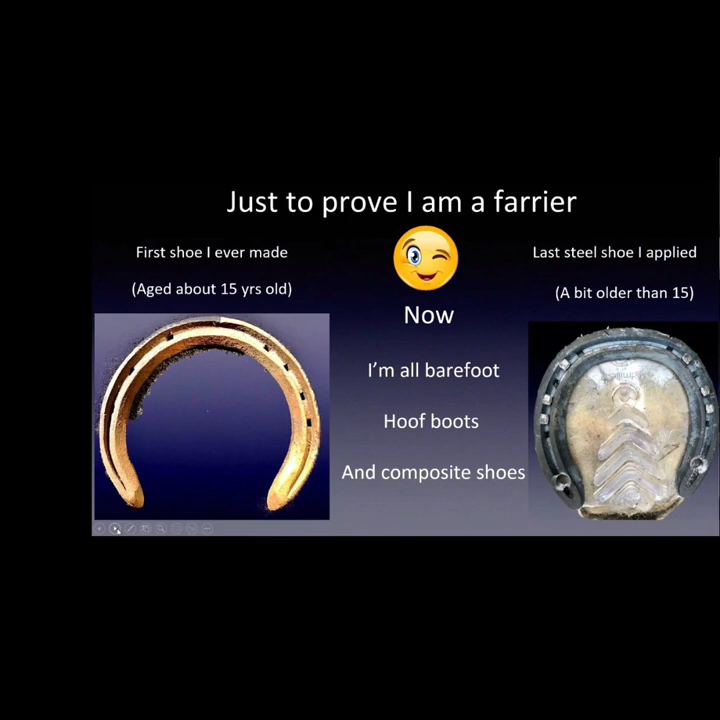 Just to prove I am a farrier
First shoe I ever made
(Aged about 15 yrs old)
Now
I'm all barefoot
Hoof boots
And composite shoes
Last steel shoe I applied
(A bit older than 15)